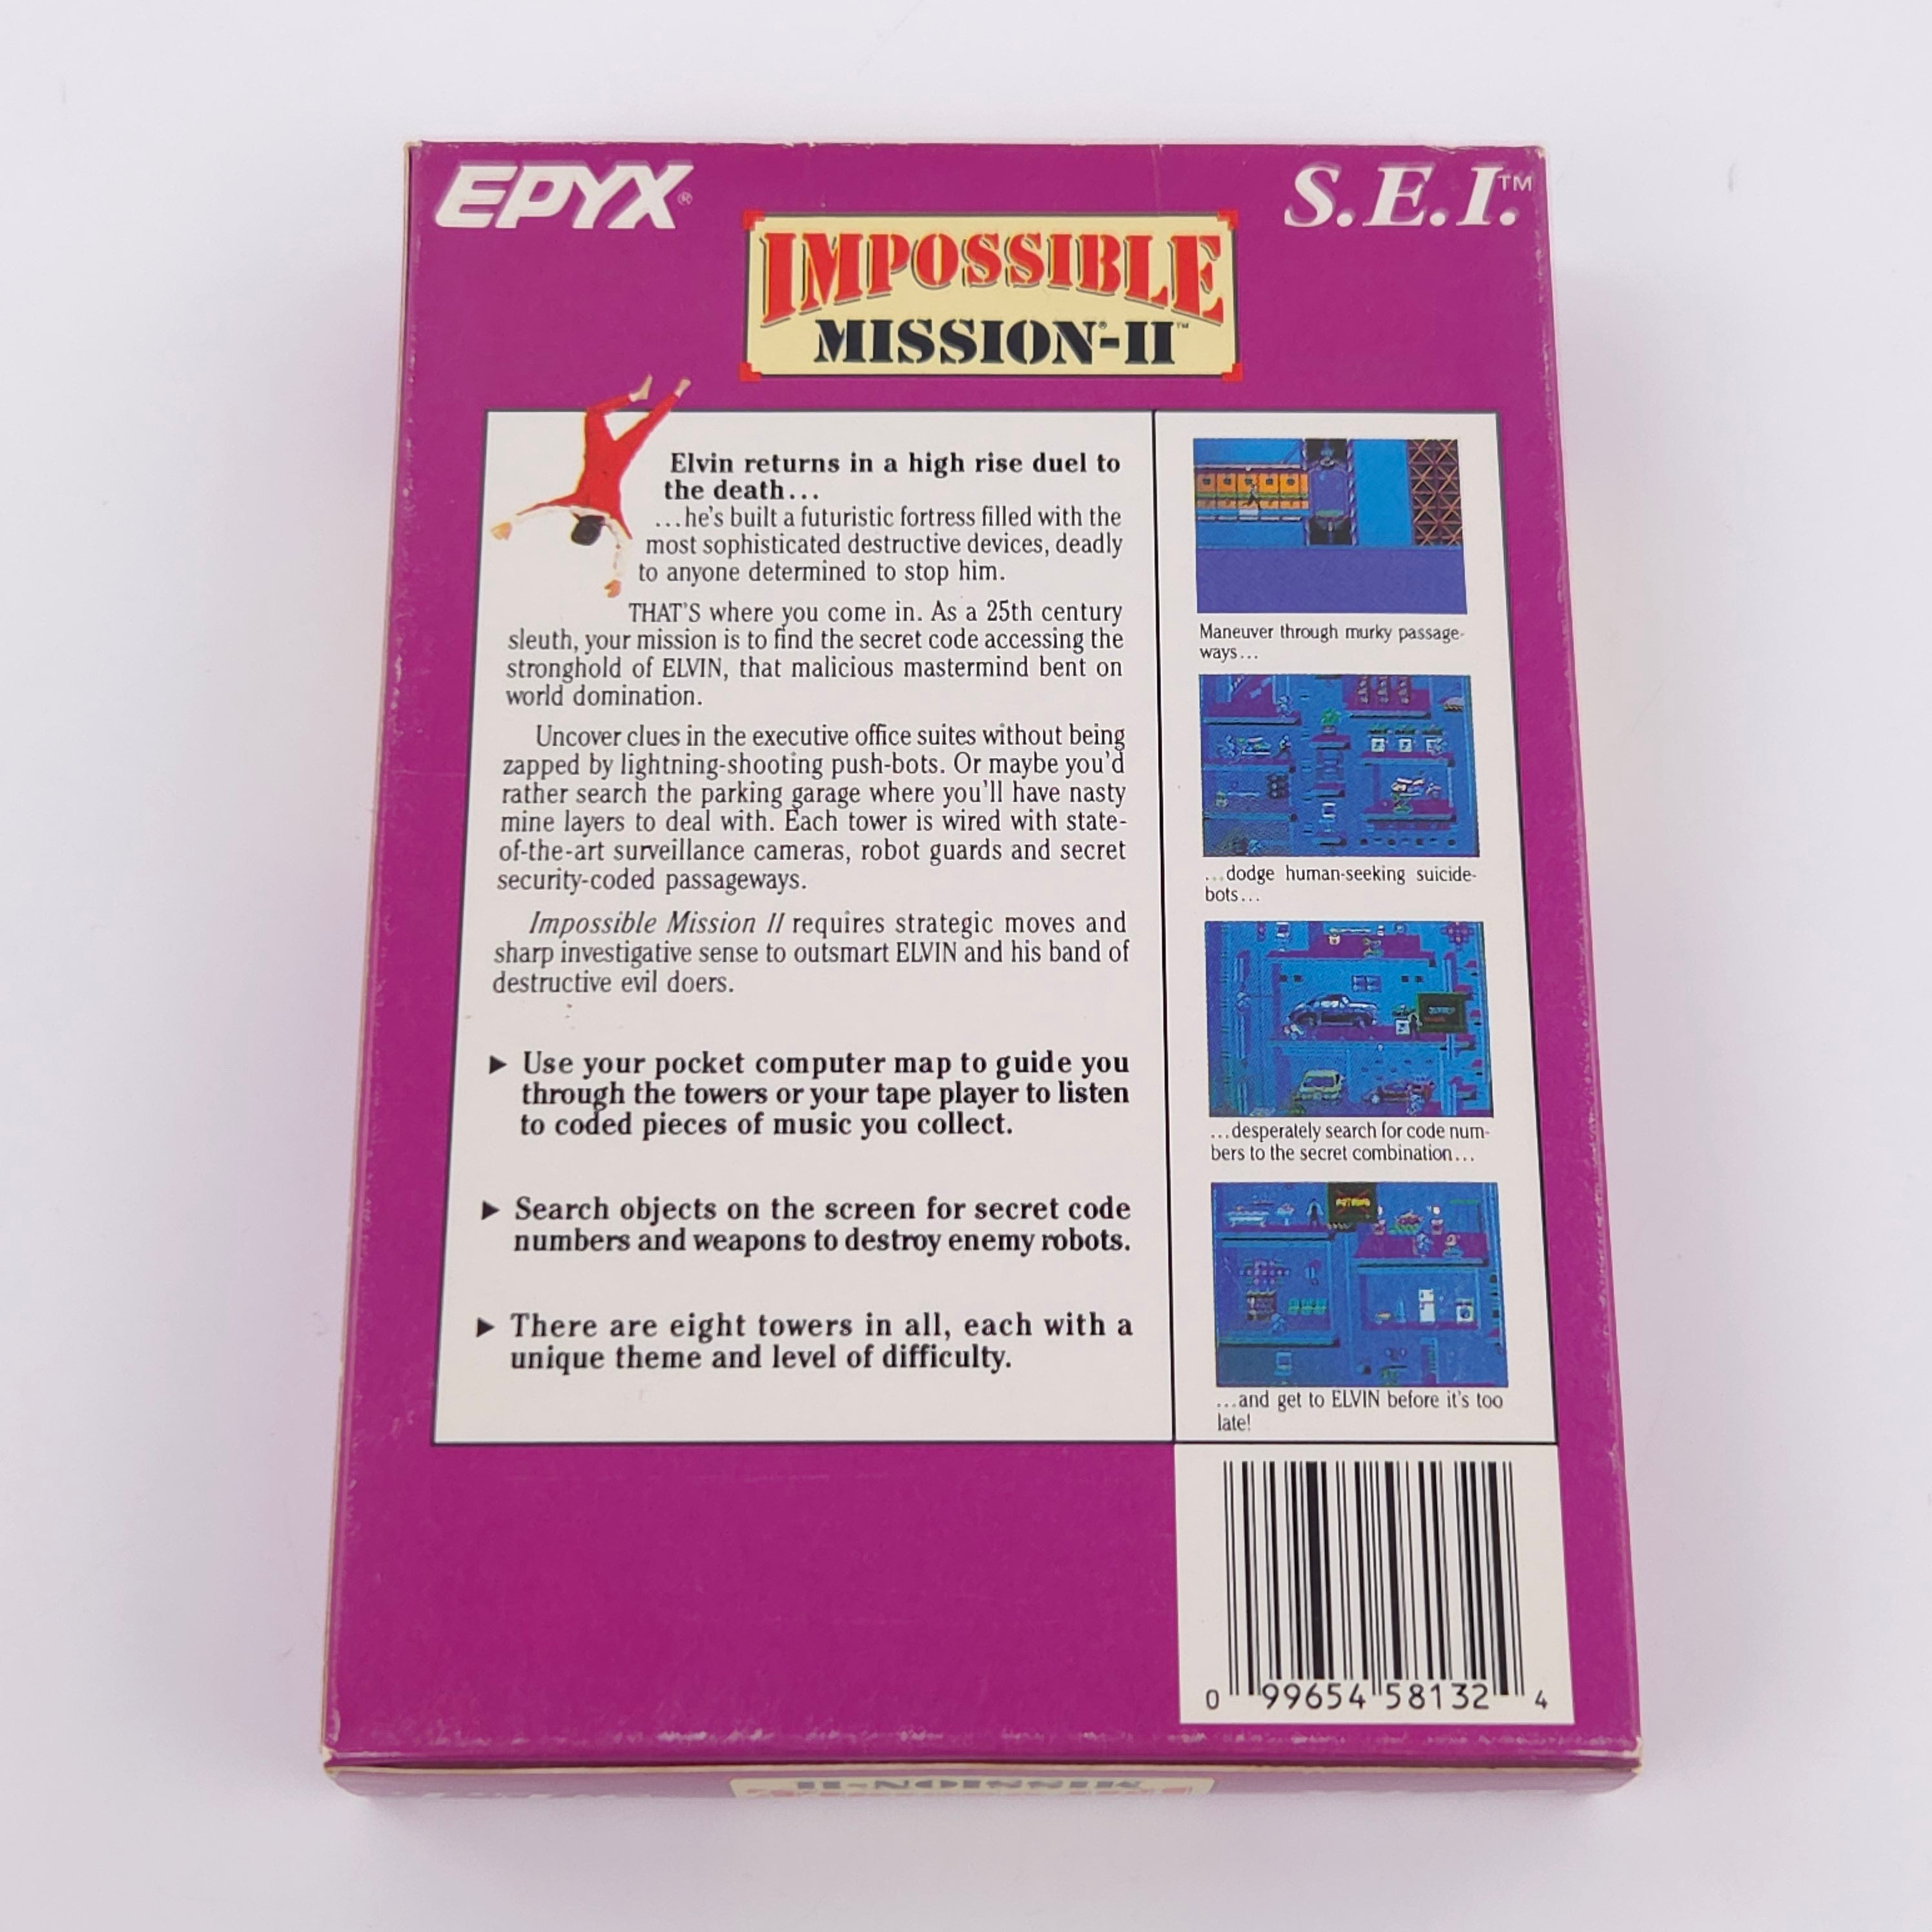 EPYX®
S.E.I.™
IMPOSSIBLE
MISSION®-II™
Elvin returns in a high rise duel to
the death...
...he's built a futuristic fortress filled with the
most sophisticated destructive devices, deadly
to anyone determined to stop him.
THAT'S where you come in. As a 25th century
sleuth, your mission is to find the secret code accessing the
stronghold of ELVIN, that malicious mastermind bent on
world domination.
Uncover clues in the executive office suites without being
zapped by lightning-shooting push-bots. Or maybe you'd
rather search the parking garage where you'll have nasty
mine layers to deal with. Each tower is wired with state-
of-the-art surveillance cameras, robot guards and secret
security-coded passageways.
Impossible Mission II requires strategic moves and
sharp investigative sense to outsmart ELVIN and his band of
destructive evil doers.
▶ Use your pocket computer map to guide you
through the towers or your tape player to listen
to coded pieces of music you collect.
▶ Search objects on the screen for secret code
numbers and weapons to destroy enemy robots.
▶ There are eight towers in all, each with a
unique theme and level of difficulty.
Maneuver through murky passage-
ways...
...dodge human-seeking suicide-
bots...
...desperately search for code num-
bers to the secret combination...
...and get to ELVIN before it's too
late!
0 99654 58132 4
MISSION-II